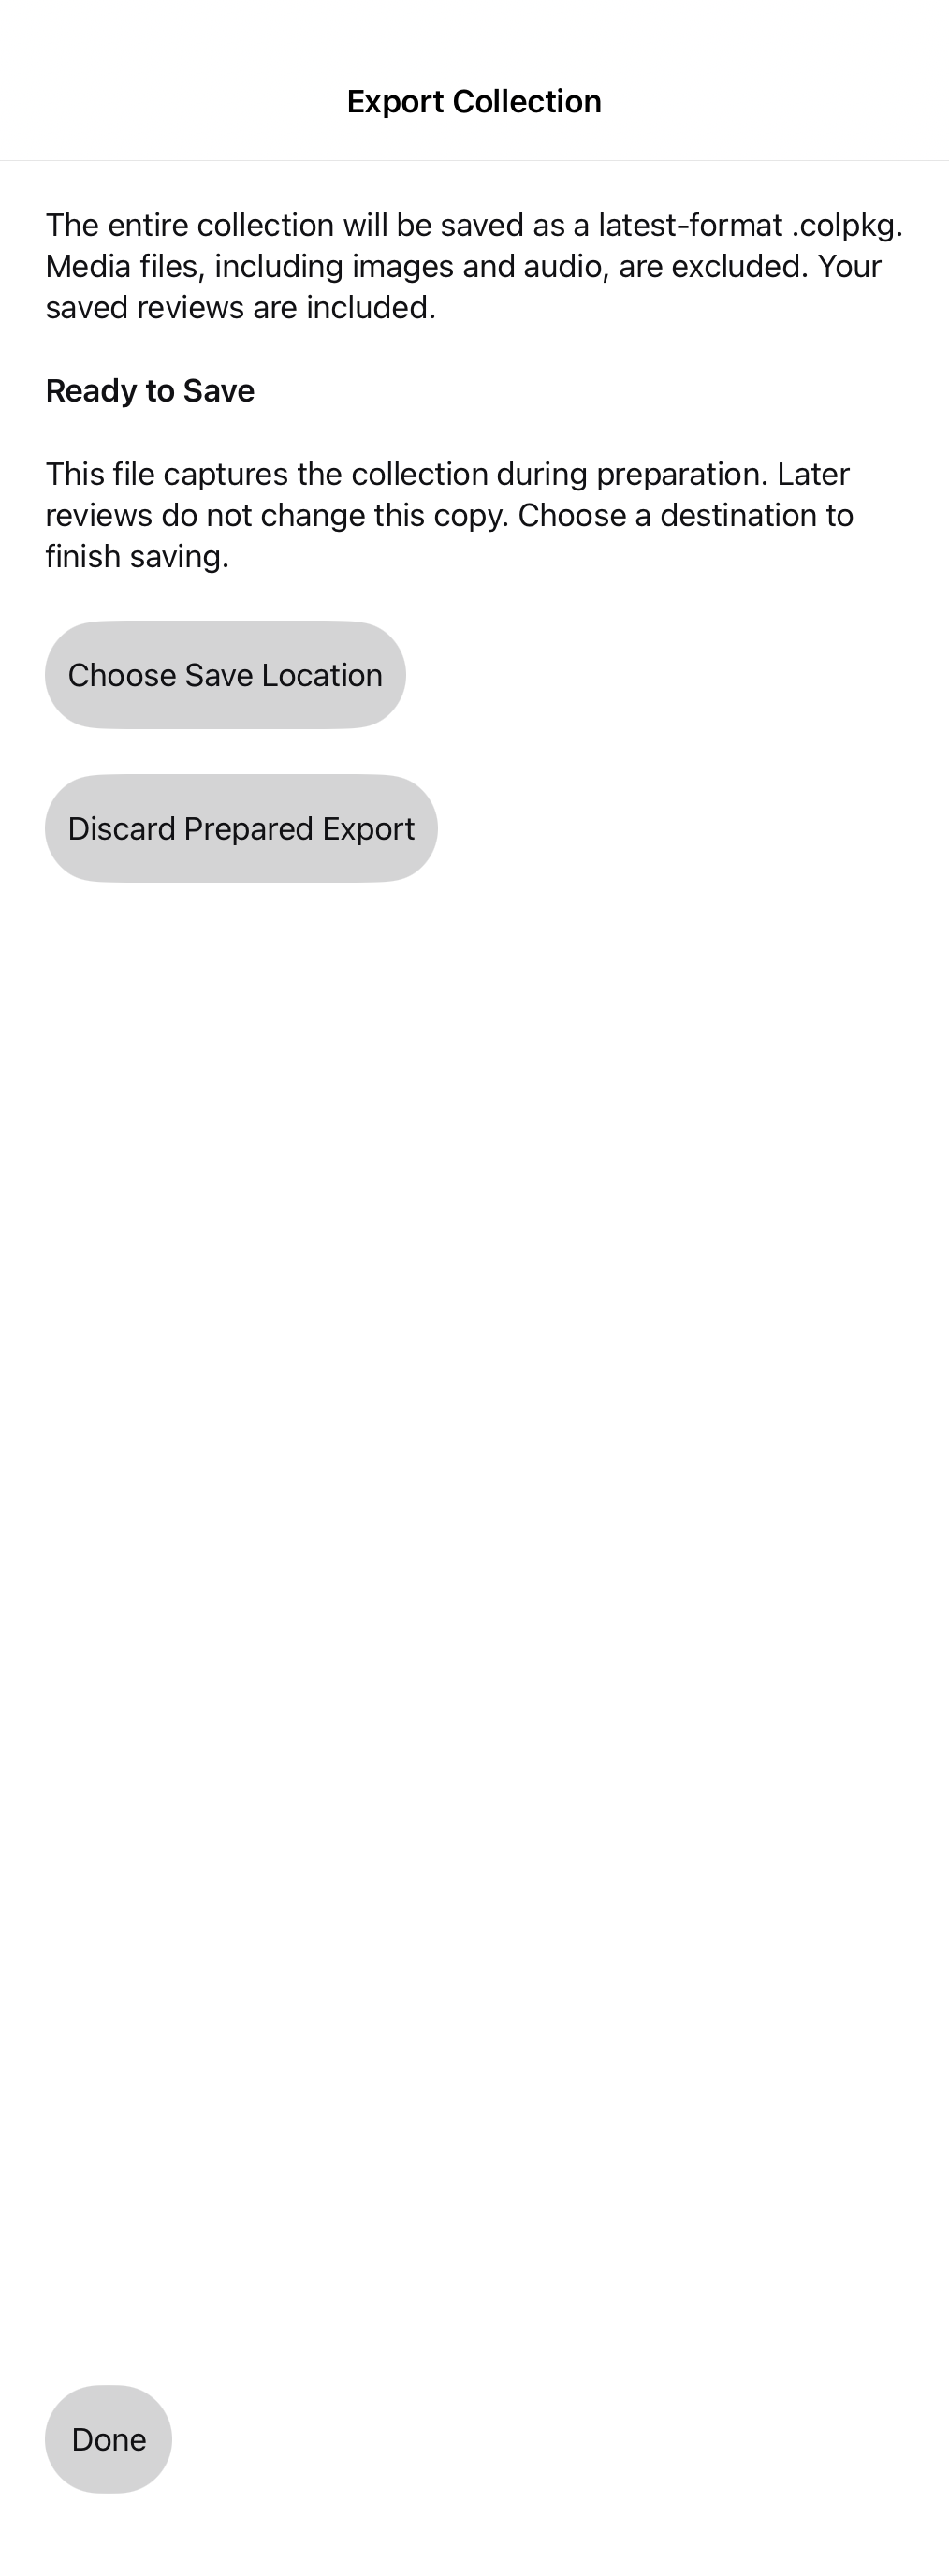 Export Collection
The entire collection will be saved as a latest-format .colpkg.
Media files, including images and audio, are excluded. Your
saved reviews are included.
Ready to Save
This file captures the collection during preparation. Later
reviews do not change this copy. Choose a destination to
finish saving.
Choose Save Location
Discard Prepared Export
Done